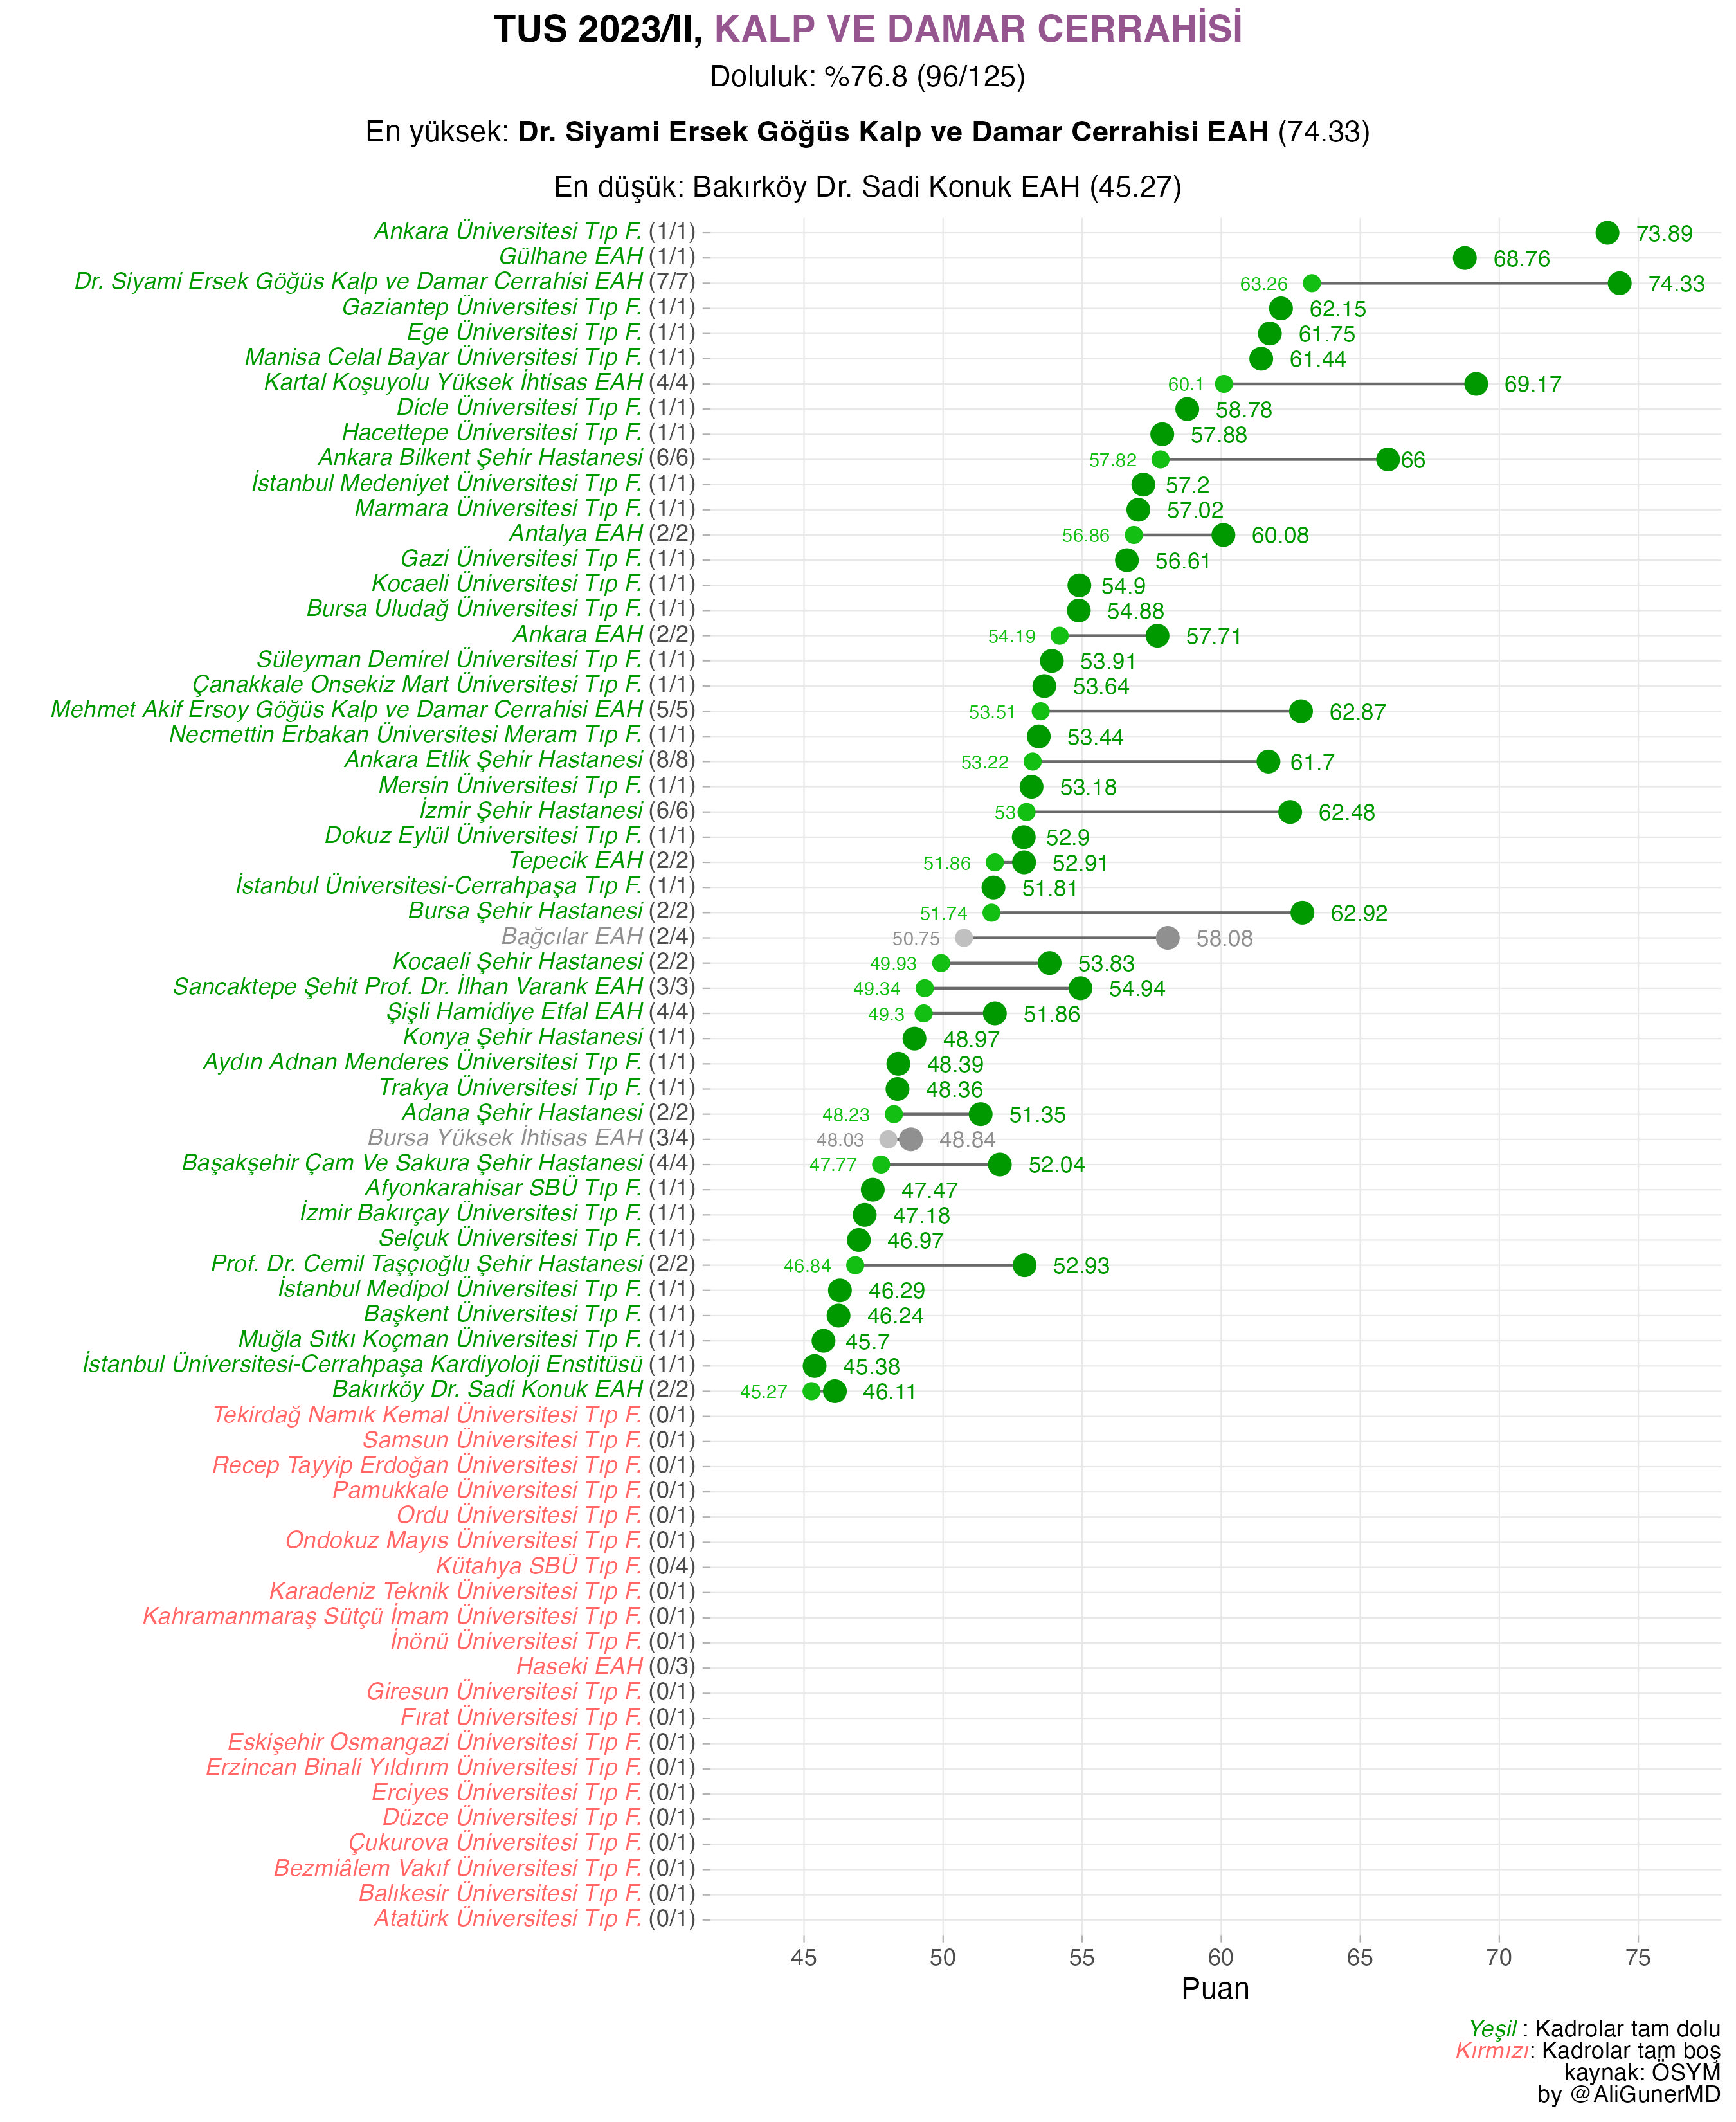 TUS 2023/II, KALP VE DAMAR CERRAHİSİ
Doluluk: %76.8 (96/125)
En yüksek: Dr. Siyami Ersek Göğüs Kalp ve Damar Cerrahisi EAH (74.33)
En düşük: Bakırköy Dr. Sadi Konuk EAH (45.27)
Ankara Üniversitesi Tıp F. (1/1) 73.89
Gülhane EAH (1/1) 68.76
Dr. Siyami Ersek Göğüs Kalp ve Damar Cerrahisi EAH (7/7) 63.26 74.33
Gaziantep Üniversitesi Tıp F. (1/1) 62.15
Ege Üniversitesi Tıp F. (1/1) 61.75
Manisa Celal Bayar Üniversitesi Tıp F. (1/1) 61.44
Kartal Koşuyolu Yüksek İhtisas EAH (4/4) 60.1 69.17
Dicle Üniversitesi Tıp F. (1/1) 58.78
Hacettepe Üniversitesi Tıp F. (1/1) 57.88
Ankara Bilkent Şehir Hastanesi (6/6) 57.82 66
İstanbul Medeniyet Üniversitesi Tıp F. (1/1) 57.2
Marmara Üniversitesi Tıp F. (1/1) 57.02
Antalya EAH (2/2) 56.86 60.08
Gazi Üniversitesi Tıp F. (1/1) 56.61
Kocaeli Üniversitesi Tıp F. (1/1) 54.9
Bursa Uludağ Üniversitesi Tıp F. (1/1) 54.88
Ankara EAH (2/2) 54.19 57.71
Süleyman Demirel Üniversitesi Tıp F. (1/1) 53.91
Çanakkale Onsekiz Mart Üniversitesi Tıp F. (1/1) 53.64
Mehmet Akif Ersoy Göğüs Kalp ve Damar Cerrahisi EAH (5/5) 53.51 62.87
Necmettin Erbakan Üniversitesi Meram Tıp F. (1/1) 53.44
Ankara Etlik Şehir Hastanesi (8/8) 53.22 61.7
Mersin Üniversitesi Tıp F. (1/1) 53.18
İzmir Şehir Hastanesi (6/6) 53 62.48
Dokuz Eylül Üniversitesi Tıp F. (1/1) 52.9
Tepecik EAH (2/2) 51.86 52.91
İstanbul Üniversitesi-Cerrahpaşa Tıp F. (1/1) 51.81
Bursa Şehir Hastanesi (2/2) 51.74 62.92
Bağcılar EAH (2/4) 50.75 58.08
Kocaeli Şehir Hastanesi (2/2) 49.93 53.83
Sancaktepe Şehit Prof. Dr. İlhan Varank EAH (3/3) 49.34 54.94
Şişli Hamidiye Etfal EAH (4/4) 49.3 51.86
Konya Şehir Hastanesi (1/1) 48.97
Aydın Adnan Menderes Üniversitesi Tıp F. (1/1) 48.39
Trakya Üniversitesi Tıp F. (1/1) 48.36
Adana Şehir Hastanesi (2/2) 48.23 51.35
Bursa Yüksek İhtisas EAH (3/4) 48.03 48.84
Başakşehir Çam Ve Sakura Şehir Hastanesi (4/4) 47.77 52.04
Afyonkarahisar SBÜ Tıp F. (1/1) 47.47
İzmir Bakırçay Üniversitesi Tıp F. (1/1) 47.18
Selçuk Üniversitesi Tıp F. (1/1) 46.97
Prof. Dr. Cemil Taşçıoğlu Şehir Hastanesi (2/2) 46.84 52.93
İstanbul Medipol Üniversitesi Tıp F. (1/1) 46.29
Başkent Üniversitesi Tıp F. (1/1) 46.24
Muğla Sıtkı Koçman Üniversitesi Tıp F. (1/1) 45.7
İstanbul Üniversitesi-Cerrahpaşa Kardiyoloji Enstitüsü (1/1) 45.38
Bakırköy Dr. Sadi Konuk EAH (2/2) 45.27 46.11
Tekirdağ Namık Kemal Üniversitesi Tıp F. (0/1)
Samsun Üniversitesi Tıp F. (0/1)
Recep Tayyip Erdoğan Üniversitesi Tıp F. (0/1)
Pamukkale Üniversitesi Tıp F. (0/1)
Ordu Üniversitesi Tıp F. (0/1)
Ondokuz Mayıs Üniversitesi Tıp F. (0/1)
Kütahya SBÜ Tıp F. (0/4)
Karadeniz Teknik Üniversitesi Tıp F. (0/1)
Kahramanmaraş Sütçü İmam Üniversitesi Tıp F. (0/1)
İnönü Üniversitesi Tıp F. (0/1)
Haseki EAH (0/3)
Giresun Üniversitesi Tıp F. (0/1)
Fırat Üniversitesi Tıp F. (0/1)
Eskişehir Osmangazi Üniversitesi Tıp F. (0/1)
Erzincan Binali Yıldırım Üniversitesi Tıp F. (0/1)
Erciyes Üniversitesi Tıp F. (0/1)
Düzce Üniversitesi Tıp F. (0/1)
Çukurova Üniversitesi Tıp F. (0/1)
Bezmiâlem Vakıf Üniversitesi Tıp F. (0/1)
Balıkesir Üniversitesi Tıp F. (0/1)
Atatürk Üniversitesi Tıp F. (0/1)
45 50 55 60 65 70 75
Puan
Yeşil : Kadrolar tam dolu
Kırmızı: Kadrolar tam boş
kaynak: ÖSYM
by @AliGunerMD